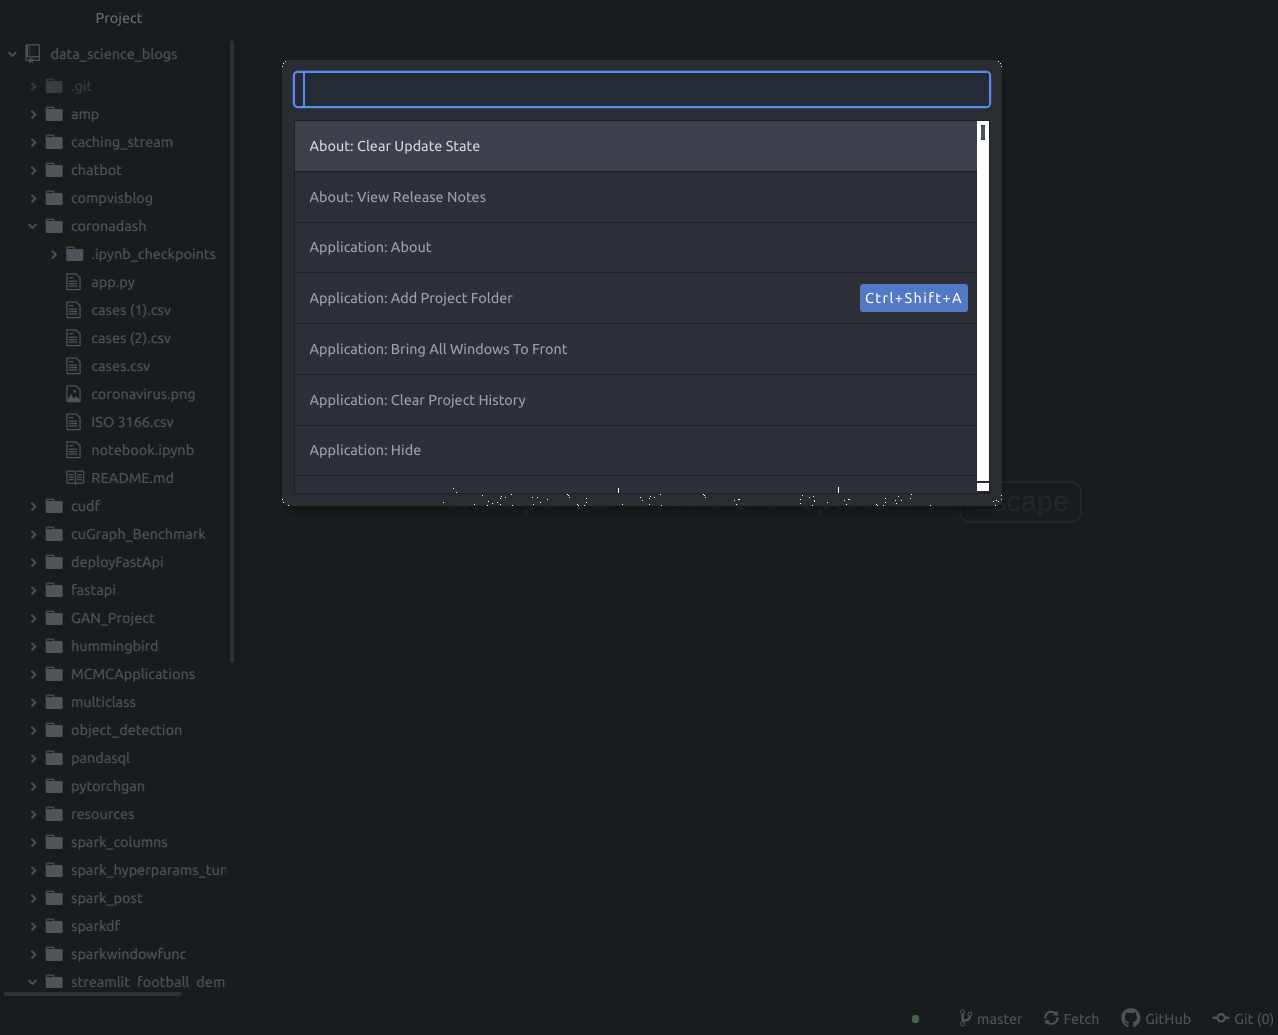 Project
data_science_blogs
.git
amp
caching_stream
chatbot
compvisblog
coronadash
.ipynb_checkpoints
app.py
cases (1).csv
cases (2).csv
cases.csv
coronavirus.png
ISO 3166.csv
notebook.ipynb
README.md
cudf
cuGraph_Benchmark
deployFastApi
fastapi
GAN_Project
hummingbird
MCMCApplications
multiclass
object_detection
pandasql
pytorchgan
resources
spark_columns
spark_hyperparams_tun
spark_post
sparkdf
sparkwindowfunc
streamlit_football_dem
About: Clear Update State
About: View Release Notes
Application: About
Application: Add Project Folder Ctrl+Shift+A
Application: Bring All Windows To Front
Application: Clear Project History
Application: Hide
master Fetch GitHub Git (0)